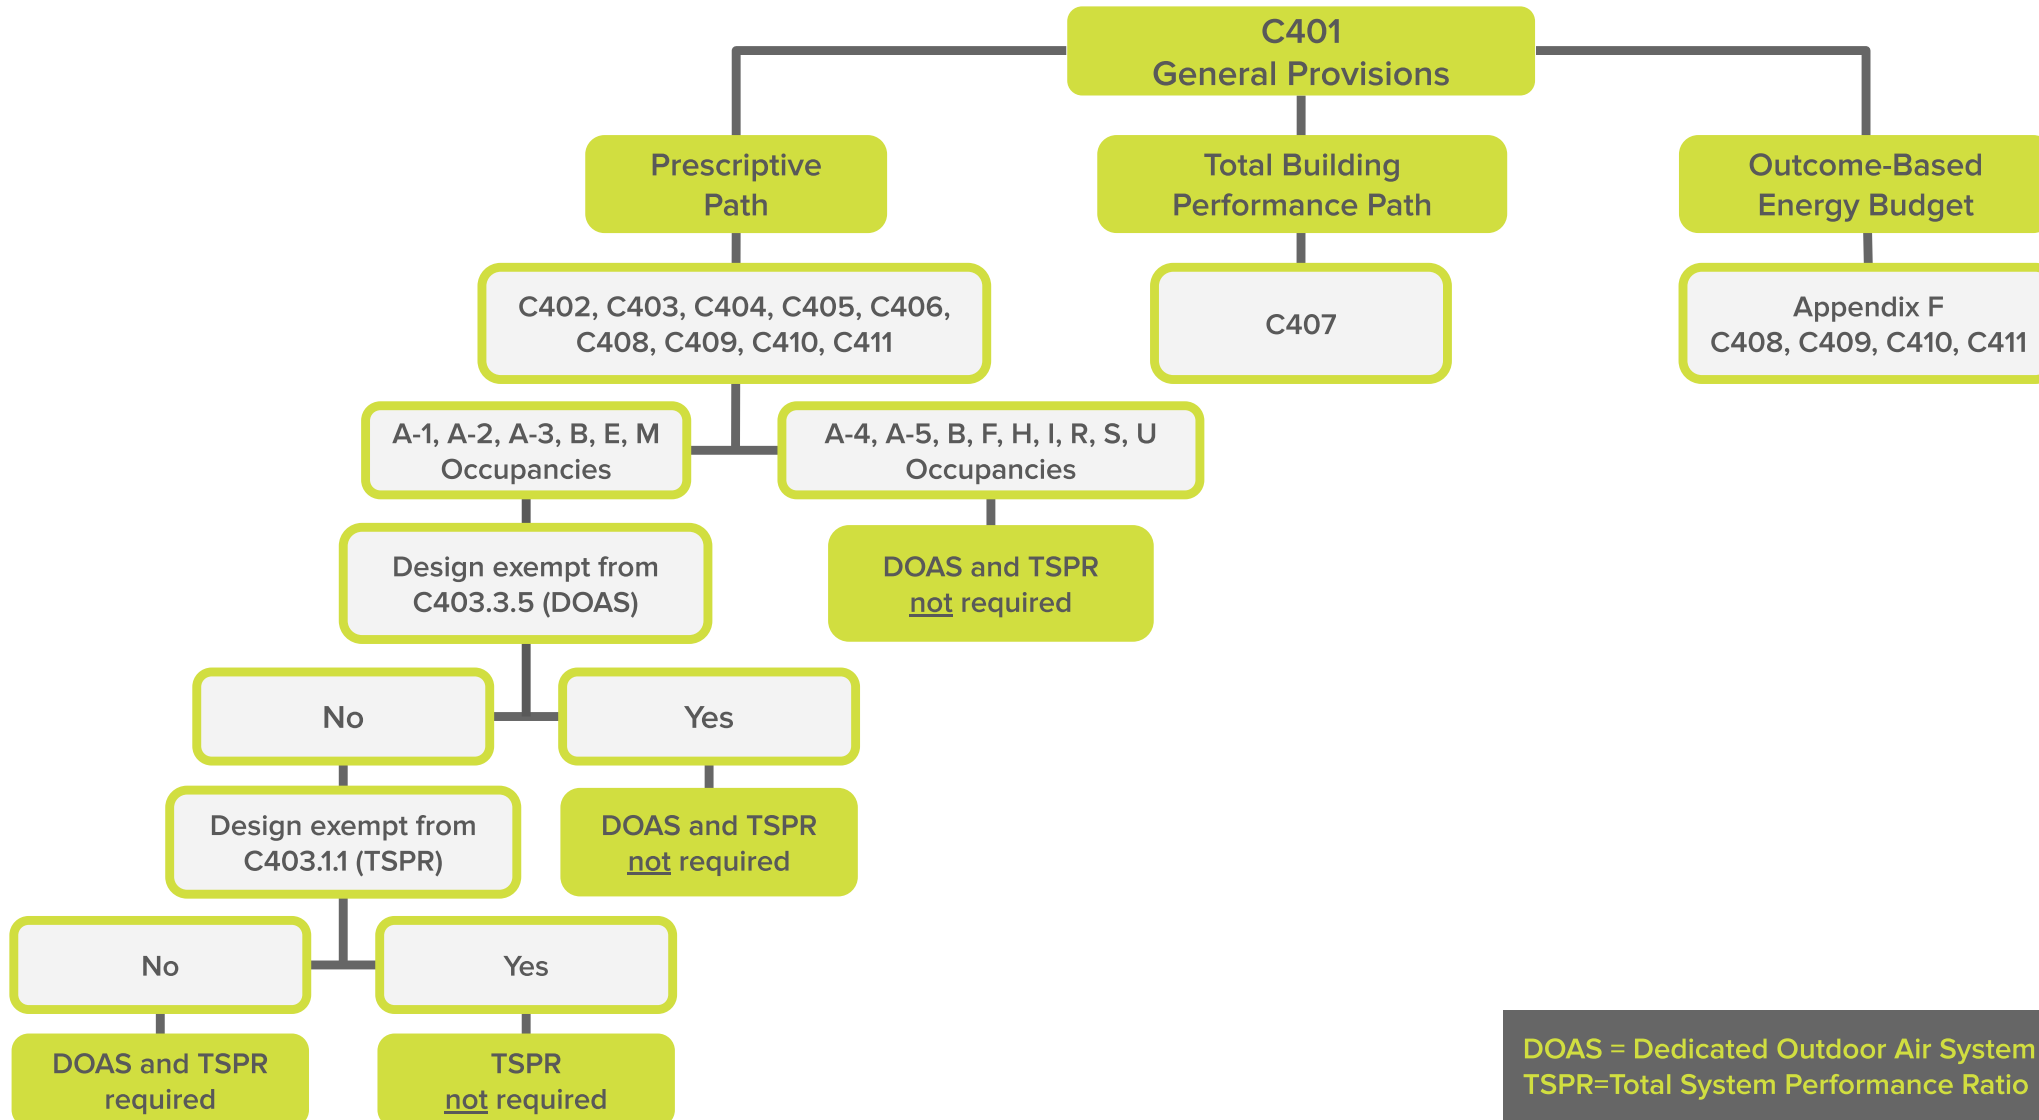 C401
General Provisions
Prescriptive
Path
Total Building
Performance Path
Outcome-Based
Energy Budget
C402, C403, C404, C405, C406,
C408, C409, C410, C411
C407
Appendix F
C408, C409, C410, C411
A-1, A-2, A-3, B, E, M
Occupancies
A-4, A-5, B, F, H, I, R, S, U
Occupancies
Design exempt from
C403.3.5 (DOAS)
DOAS and TSPR
not required
No
Yes
Design exempt from
C403.1.1 (TSPR)
DOAS and TSPR
not required
No
Yes
DOAS and TSPR
required
TSPR
not required
DOAS = Dedicated Outdoor Air System
TSPR=Total System Performance Ratio